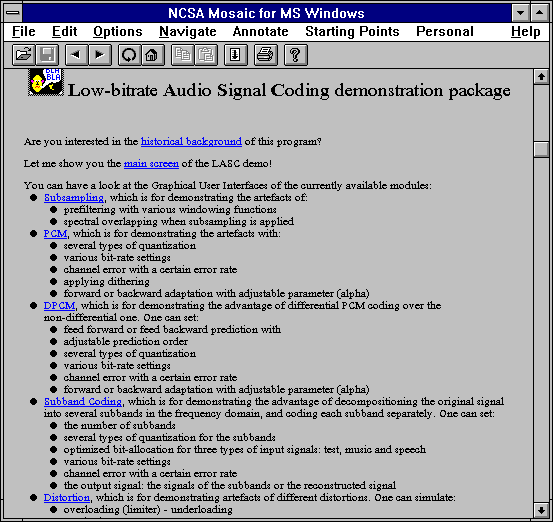 NCSA Mosaic for MS Windows
File Edit Options Navigate Annotate Starting Points Personal Help
BLA
BLA
Low-bitrate Audio Signal Coding demonstration package
Are you interested in the historical background of this program?
Let me show you the main screen of the LASC demo!
You can have a look at the Graphical User Interfaces of the currently available modules:
Subsampling, which is for demonstrating the artefacts of:
prefiltering with various windowing functions
spectral overlapping when subsampling is applied
PCM, which is for demonstrating the artefacts with:
several types of quantization
various bit-rate settings
channel error with a certain error rate
applying dithering
forward or backward adaptation with adjustable parameter (alpha)
DPCM, which is for demonstrating the advantage of differential PCM coding over the
non-differential one. One can set:
feed forward or feed backward prediction with
adjustable prediction order
several types of quantization
various bit-rate settings
channel error with a certain error rate
forward or backward adaptation with adjustable parameter (alpha)
Subband Coding, which is for demonstrating the advantage of decompositioning the original signal
into several subbands in the frequency domain, and coding each subband separately. One can set:
the number of subbands
several types of quantization for the subbands
optimized bit-allocation for three types of input signals: test, music and speech
various bit-rate settings
channel error with a certain error rate
the output signal: the signals of the subbands or the reconstructed signal
Distortion, which is for demonstrating artefacts of different distortions. One can simulate:
overloading (limiter) - underloading